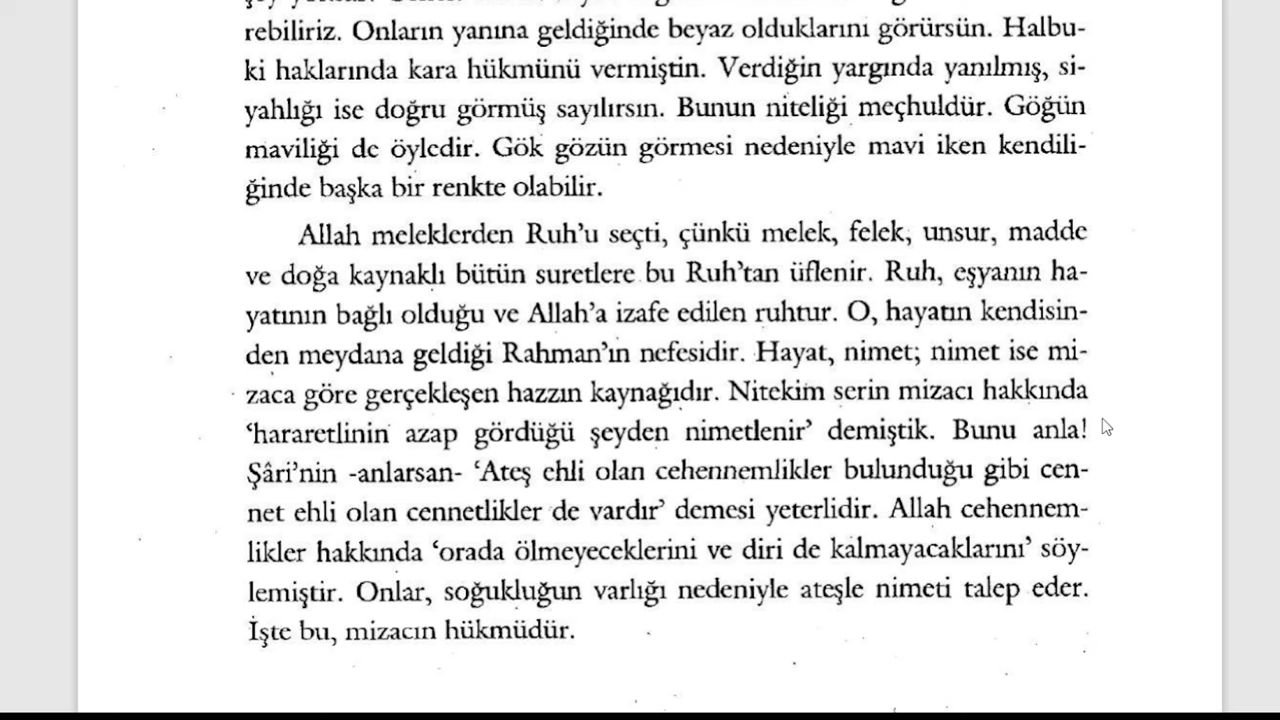 rebiliriz. Onların yanına geldiğinde beyaz olduklarını görürsün. Halbu-
ki haklarında kara hükmünü vermiştin. Verdiğin yargında yanılmış, si-
yahlığı ise doğru görmüş sayılırsın. Bunun niteliği meçhuldür. Göğün
maviliği de öyledir. Gök gözün görmesi nedeniyle mavi iken kendili-
ğinde başka bir renkte olabilir.
Allah meleklerden Ruh’u seçti, çünkü melek, felek, unsur, madde
ve doğa kaynaklı bütün suretlere bu Ruh’tan üflenir. Ruh, eşyanın ha-
yatının bağlı olduğu ve Allah’a izafe edilen ruhtur. O, hayatın kendisin-
den meydana geldiği Rahman’ın nefesidir. Hayat, nimet; nimet ise mi-
zaca göre gerçekleşen hazzın kaynağıdır. Nitekim serin mizacı hakkında
‘hararetlinin azap gördüğü şeyden nimetlenir’ demiştik. Bunu anla!
Şâri’nin -anlarsan- ‘Ateş ehli olan cehennemlikler bulunduğu gibi cen-
net ehli olan cennetlikler de vardır’ demesi yeterlidir. Allah cehennem-
likler hakkında ‘orada ölmeyeceklerini ve diri de kalmayacaklarını’ söy-
lemiştir. Onlar, soğukluğun varlığı nedeniyle ateşle nimeti talep eder.
İşte bu, mizacın hükmüdür.